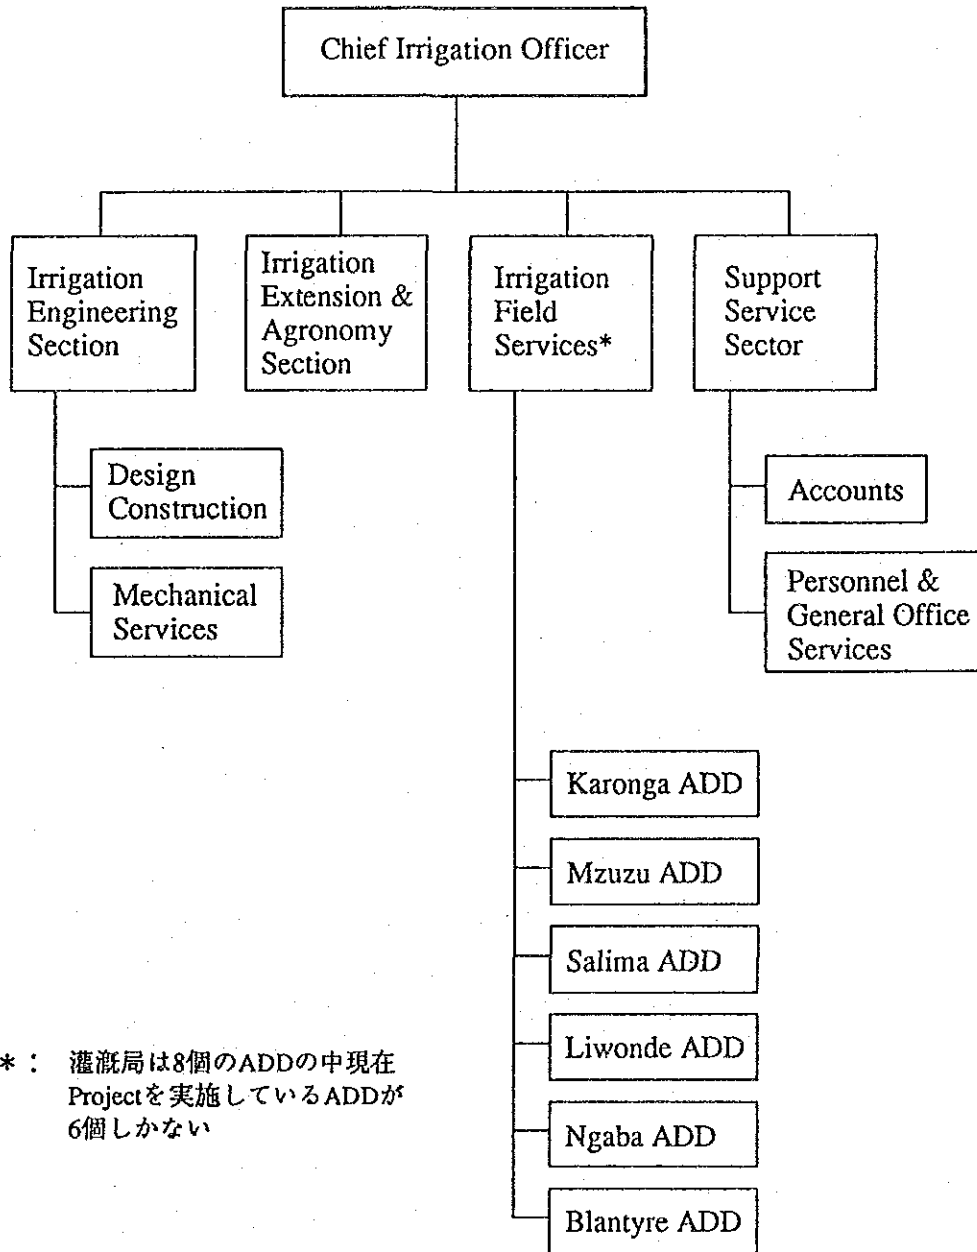 Chief Irrigation Officer
Irrigation
Engineering
Section
Irrigation
Extension &
Agronomy
Section
Irrigation
Field
Services*
Support
Service
Sector
Design
Construction
Mechanical
Services
Accounts
Personnel &
General Office
Services
Karonga ADD
Mzuzu ADD
Salima ADD
Liwonde ADD
Ngaba ADD
Blantyre ADD
*： 灌漑局は8個のADDの中現在
Projectを実施しているADDが
6個しかない